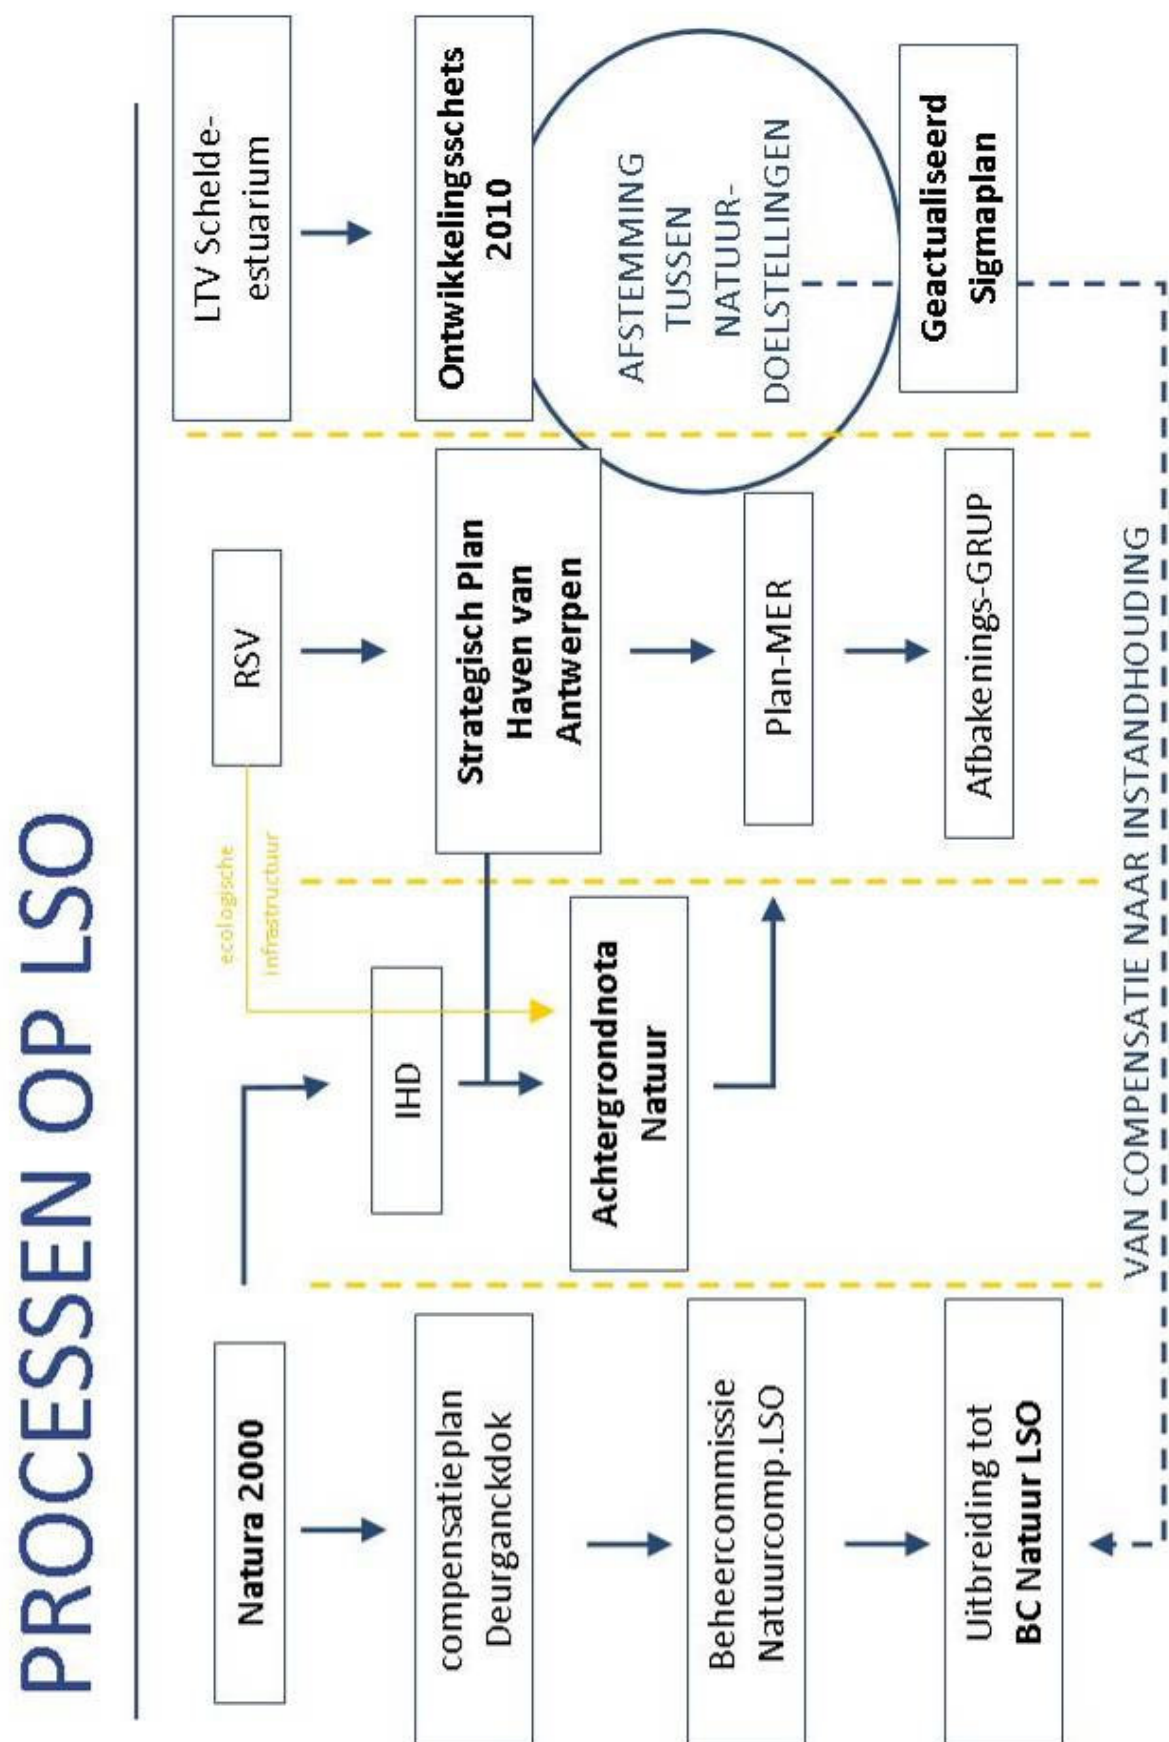 PROCESSEN OP LSO
Natura 2000
compensatieplan
Deurganckdok
Beheercommissie
Natuurcomp.LSO
Uitbreiding tot
BC Natuur LSO
IHD
Achtergrondnota
Natuur
ecologische
infrastructuur
RSV
Strategisch Plan
Haven van
Antwerpen
Plan-MER
Afbakenings-GRUP
LTV Schelde-
estuarium
Ontwikkelingsschets
2010
AFSTEMMING
TUSSEN
NATUUR-
DOELSTELLINGEN
Geactualiseerd
Sigmaplan
VAN COMPENSATIE NAAR INSTANDHOUDING